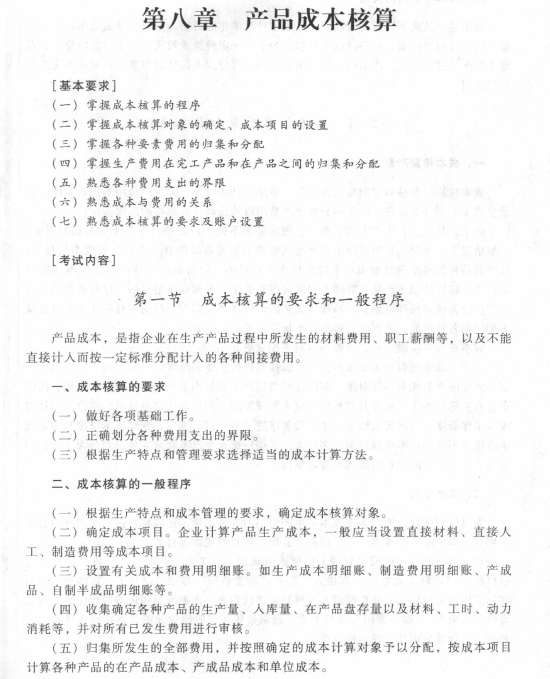 第八章　产品成本核算
［基本要求］
（一）掌握成本核算的程序
（二）掌握成本核算对象的确定、成本项目的设置
（三）掌握各种要素费用的归集和分配
（四）掌握生产费用在完工产品和在产品之间的归集和分配
（五）熟悉各种费用支出的界限
（六）熟悉成本与费用的关系
（七）熟悉成本核算的要求及账户设置
［考试内容］
第一节　成本核算的要求和一般程序
产品成本，是指企业在生产产品过程中所发生的材料费用、职工薪酬等，以及不能
直接计入而按一定标准分配计入的各种间接费用。
一、成本核算的要求
（一）做好各项基础工作。
（二）正确划分各种费用支出的界限。
（三）根据生产特点和管理要求选择适当的成本计算方法。
二、成本核算的一般程序
（一）根据生产特点和成本管理的要求，确定成本核算对象。
（二）确定成本项目。企业计算产品生产成本，一般应当设置直接材料、直接人
工、制造费用等成本项目。
（三）设置有关成本和费用明细账。如生产成本明细账、制造费用明细账、产成
品、自制半成品明细账等。
（四）收集确定各种产品的生产量、入库量、在产品盘存量以及材料、工时、动力
消耗等，并对所有已发生费用进行审核。
（五）归集所发生的全部费用，并按照确定的成本计算对象予以分配，按成本项目
计算各种产品的在产品成本、产成品成本和单位成本。